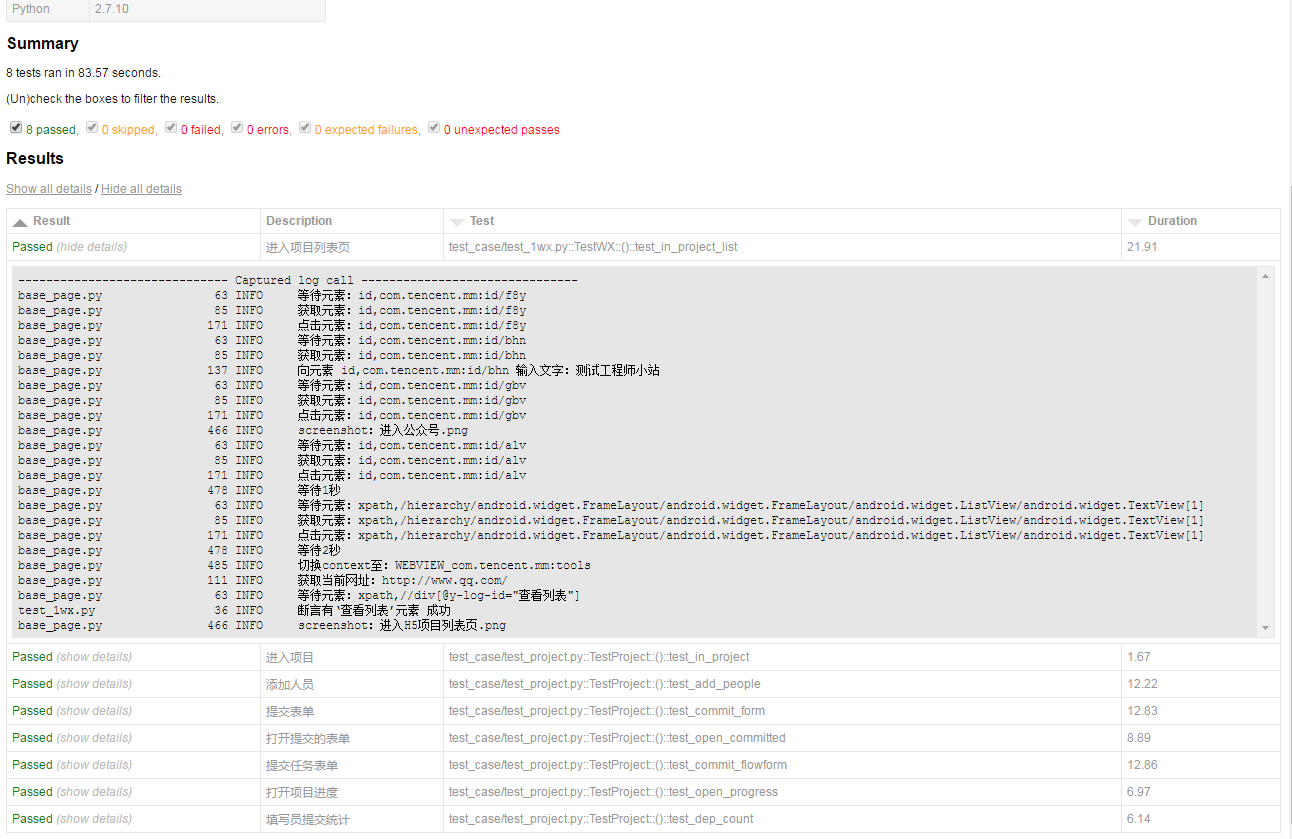 Python 2.7.10
Summary
8 tests ran in 83.57 seconds.
(Un)check the boxes to filter the results.
8 passed, 0 skipped, 0 failed, 0 errors, 0 expected failures, 0 unexpected passes
Results
Show all details / Hide all details
Result Description Test Duration
Passed (hide details) 进入项目列表页 test_case/test_1wx.py::TestWX::()::test_in_project_list 21.91
------------------------------ Captured log call -------------------------------
base_page.py 63 INFO 等待元素：id,com.tencent.mm:id/f8y
base_page.py 85 INFO 获取元素：id,com.tencent.mm:id/f8y
base_page.py 171 INFO 点击元素：id,com.tencent.mm:id/f8y
base_page.py 63 INFO 等待元素：id,com.tencent.mm:id/bhn
base_page.py 85 INFO 获取元素：id,com.tencent.mm:id/bhn
base_page.py 137 INFO 向元素 id,com.tencent.mm:id/bhn 输入文字：测试工程师小站
base_page.py 63 INFO 等待元素：id,com.tencent.mm:id/gbv
base_page.py 85 INFO 获取元素：id,com.tencent.mm:id/gbv
base_page.py 171 INFO 点击元素：id,com.tencent.mm:id/gbv
base_page.py 466 INFO screenshot：进入公众号.png
base_page.py 63 INFO 等待元素：id,com.tencent.mm:id/alv
base_page.py 85 INFO 获取元素：id,com.tencent.mm:id/alv
base_page.py 171 INFO 点击元素：id,com.tencent.mm:id/alv
base_page.py 478 INFO 等待1秒
base_page.py 63 INFO 等待元素：xpath,/hierarchy/android.widget.FrameLayout/android.widget.FrameLayout/android.widget.ListView/android.widget.TextView[1]
base_page.py 85 INFO 获取元素：xpath,/hierarchy/android.widget.FrameLayout/android.widget.FrameLayout/android.widget.ListView/android.widget.TextView[1]
base_page.py 171 INFO 点击元素：xpath,/hierarchy/android.widget.FrameLayout/android.widget.FrameLayout/android.widget.ListView/android.widget.TextView[1]
base_page.py 478 INFO 等待2秒
base_page.py 485 INFO 切换context至：WEBVIEW_com.tencent.mm:tools
base_page.py 111 INFO 获取当前网址：http://www.qq.com/
base_page.py 63 INFO 等待元素：xpath,//div[@y-log-id="查看列表"]
test_1wx.py 36 INFO 断言有‘查看列表’元素 成功
base_page.py 466 INFO screenshot：进入H5项目列表页.png
Passed (show details) 进入项目 test_case/test_project.py::TestProject::()::test_in_project 1.67
Passed (show details) 添加人员 test_case/test_project.py::TestProject::()::test_add_people 12.22
Passed (show details) 提交表单 test_case/test_project.py::TestProject::()::test_commit_form 12.83
Passed (show details) 打开提交的表单 test_case/test_project.py::TestProject::()::test_open_committed 8.89
Passed (show details) 提交任务表单 test_case/test_project.py::TestProject::()::test_commit_flowform 12.86
Passed (show details) 打开项目进度 test_case/test_project.py::TestProject::()::test_open_progress 6.97
Passed (show details) 填写员提交统计 test_case/test_project.py::TestProject::()::test_dep_count 6.14